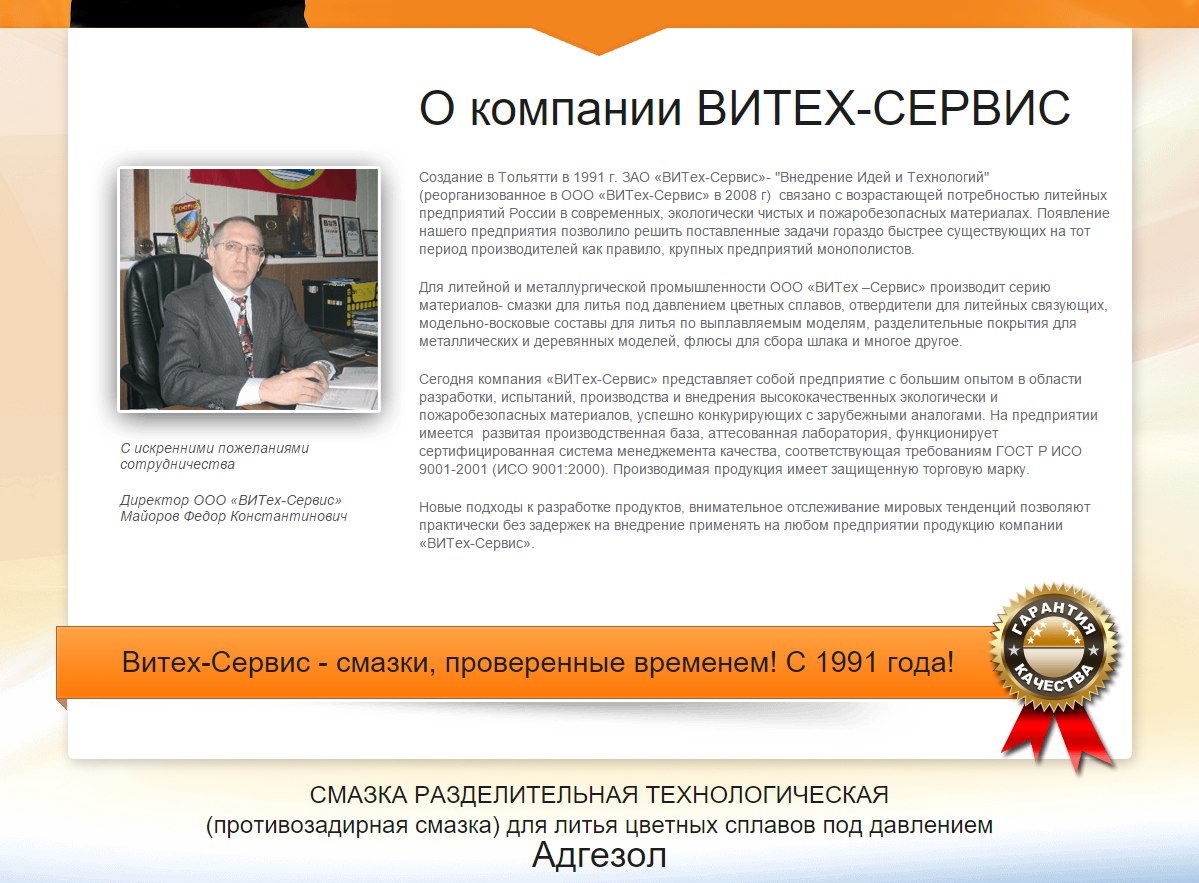 О компании ВИТЕХ-СЕРВИС
Создание в Тольятти в 1991 г. ЗАО «ВИТех-Сервис»- "Внедрение Идей и Технологий"
(реорганизованное в ООО «ВИТех-Сервис» в 2008 г)  связано с возрастающей потребностью литейных
предприятий России в современных, экологически чистых и пожаробезопасных материалах. Появление
нашего предприятия позволило решить поставленные задачи гораздо быстрее существующих на тот
период производителей как правило, крупных предприятий монополистов.
Для литейной и металлургической промышленности ООО «ВИТех –Сервис» производит серию
материалов- смазки для литья под давлением цветных сплавов, отвердители для литейных связующих,
модельно-восковые составы для литья по выплавляемым моделям, разделительные покрытия для
металлических и деревянных моделей, флюсы для сбора шлака и многое другое.
Сегодня компания «ВИТех-Сервис» представляет собой предприятие с большим опытом в области
разработки, испытаний, производства и внедрения высококачественных экологически и
пожаробезопасных материалов, успешно конкурирующих с зарубежными аналогами. На предприятии
имеется  развитая производственная база, аттесованная лаборатория, функционирует
сертифицированная система менеджемента качества, соответствующая требованиям ГОСТ Р ИСО
9001-2001 (ИСО 9001:2000). Производимая продукция имеет защищенную торговую марку.
Новые подходы к разработке продуктов, внимательное отслеживание мировых тенденций позволяют
практически без задержек на внедрение применять на любом предприятии продукцию компании
«ВИТех-Сервис».
С искренними пожеланиями
сотрудничества
Директор ООО «ВИТех-Сервис»
Майоров Федор Константинович
Витех-Сервис - смазки, проверенные временем! С 1991 года!
ГАРАНТИЯ
КАЧЕСТВА
СМАЗКА РАЗДЕЛИТЕЛЬНАЯ ТЕХНОЛОГИЧЕСКАЯ
(противозадирная смазка) для литья цветных сплавов под давлением
Адгезол